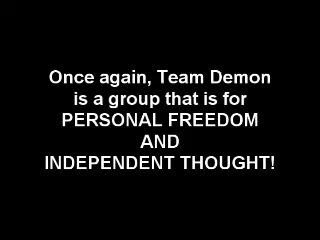 Once again, Team Demon
is a group that is for
PERSONAL FREEDOM
AND
INDEPENDENT THOUGHT!